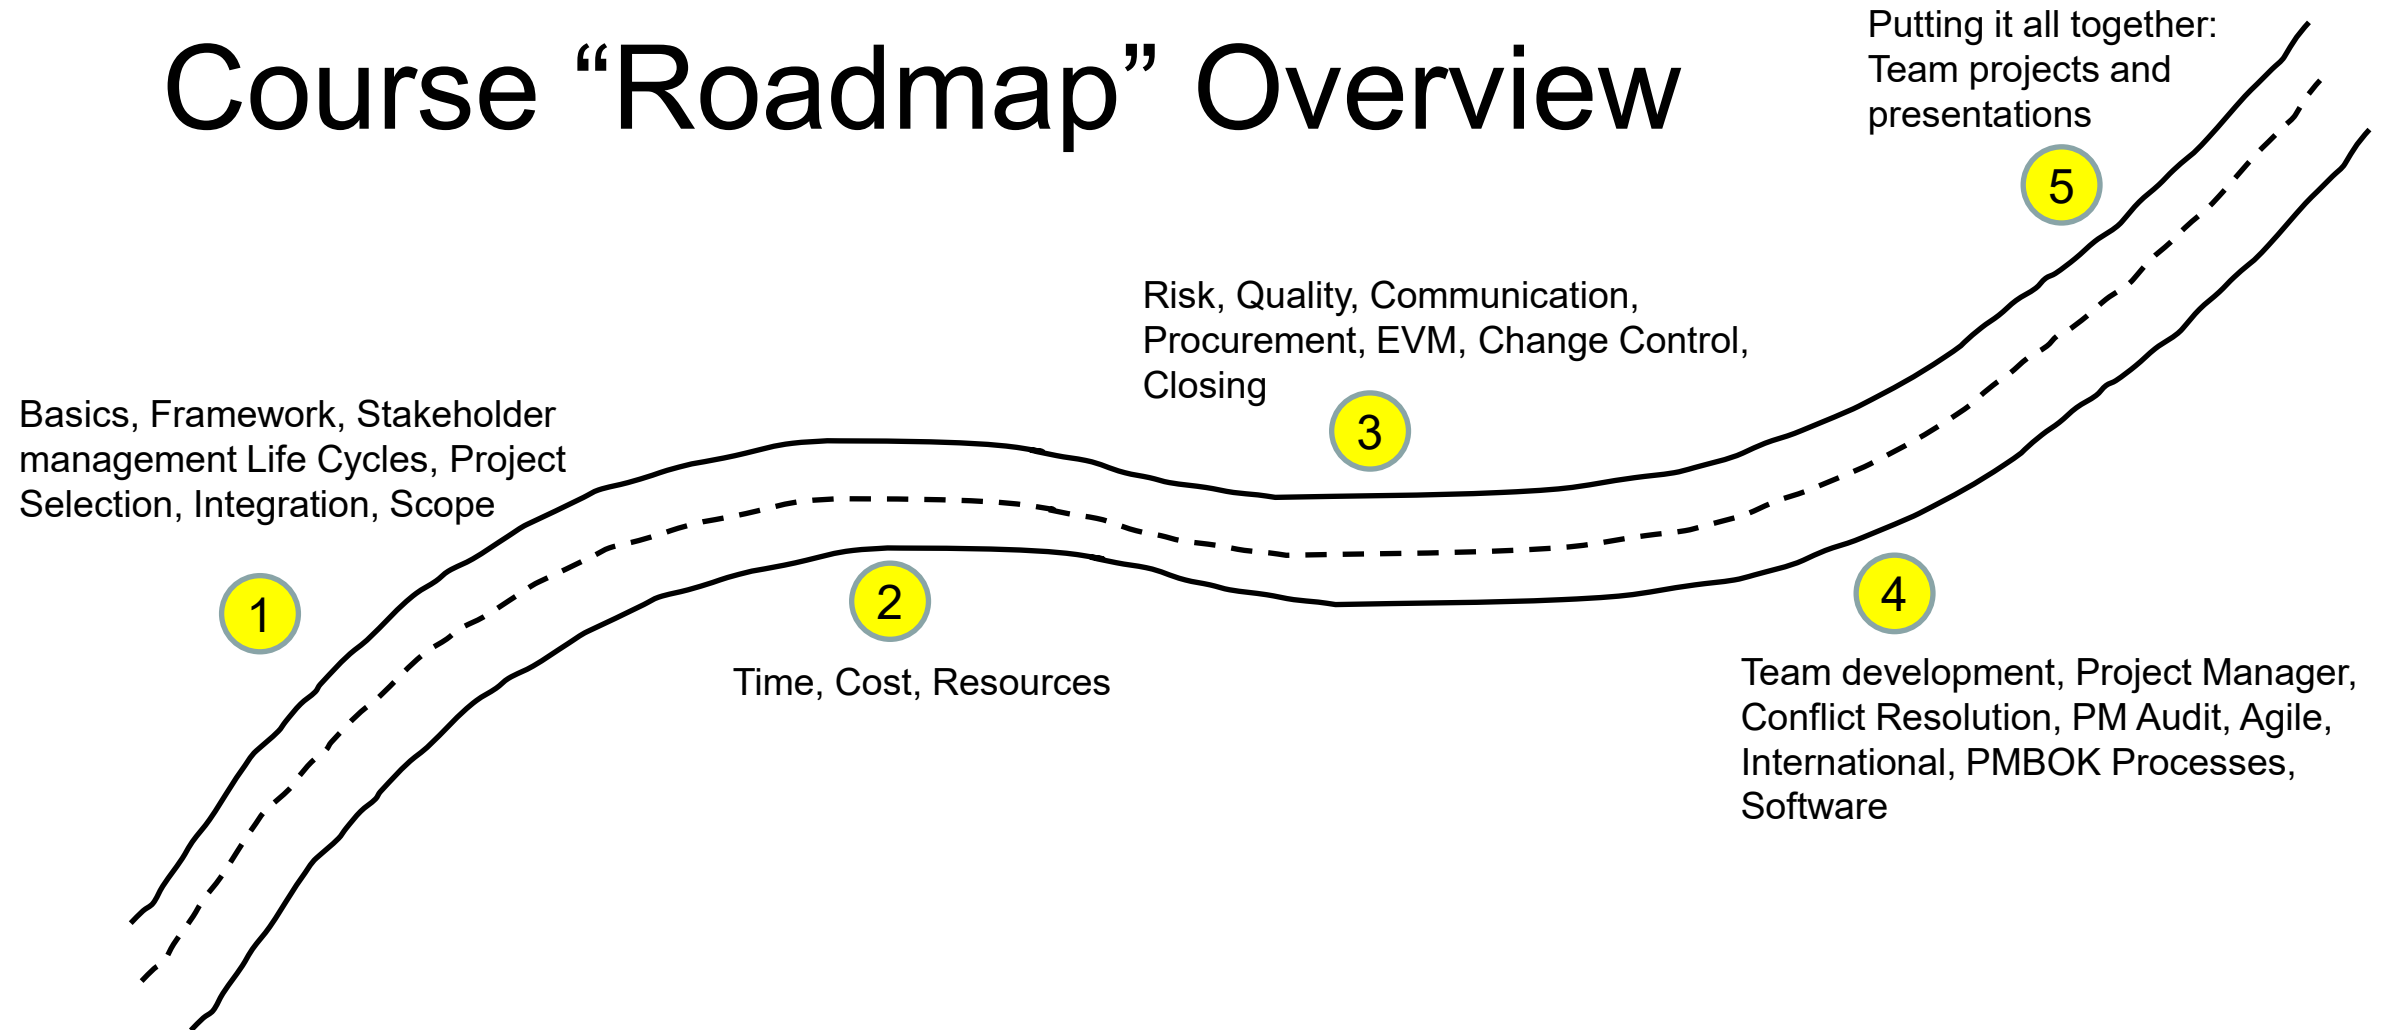 Course “Roadmap” Overview
Basics, Framework, Stakeholder
management Life Cycles, Project
Selection, Integration, Scope
1
2
Time, Cost, Resources
Risk, Quality, Communication,
Procurement, EVM, Change Control,
Closing
3
4
Team development, Project Manager,
Conflict Resolution, PM Audit, Agile,
International, PMBOK Processes,
Software
Putting it all together:
Team projects and
presentations
5